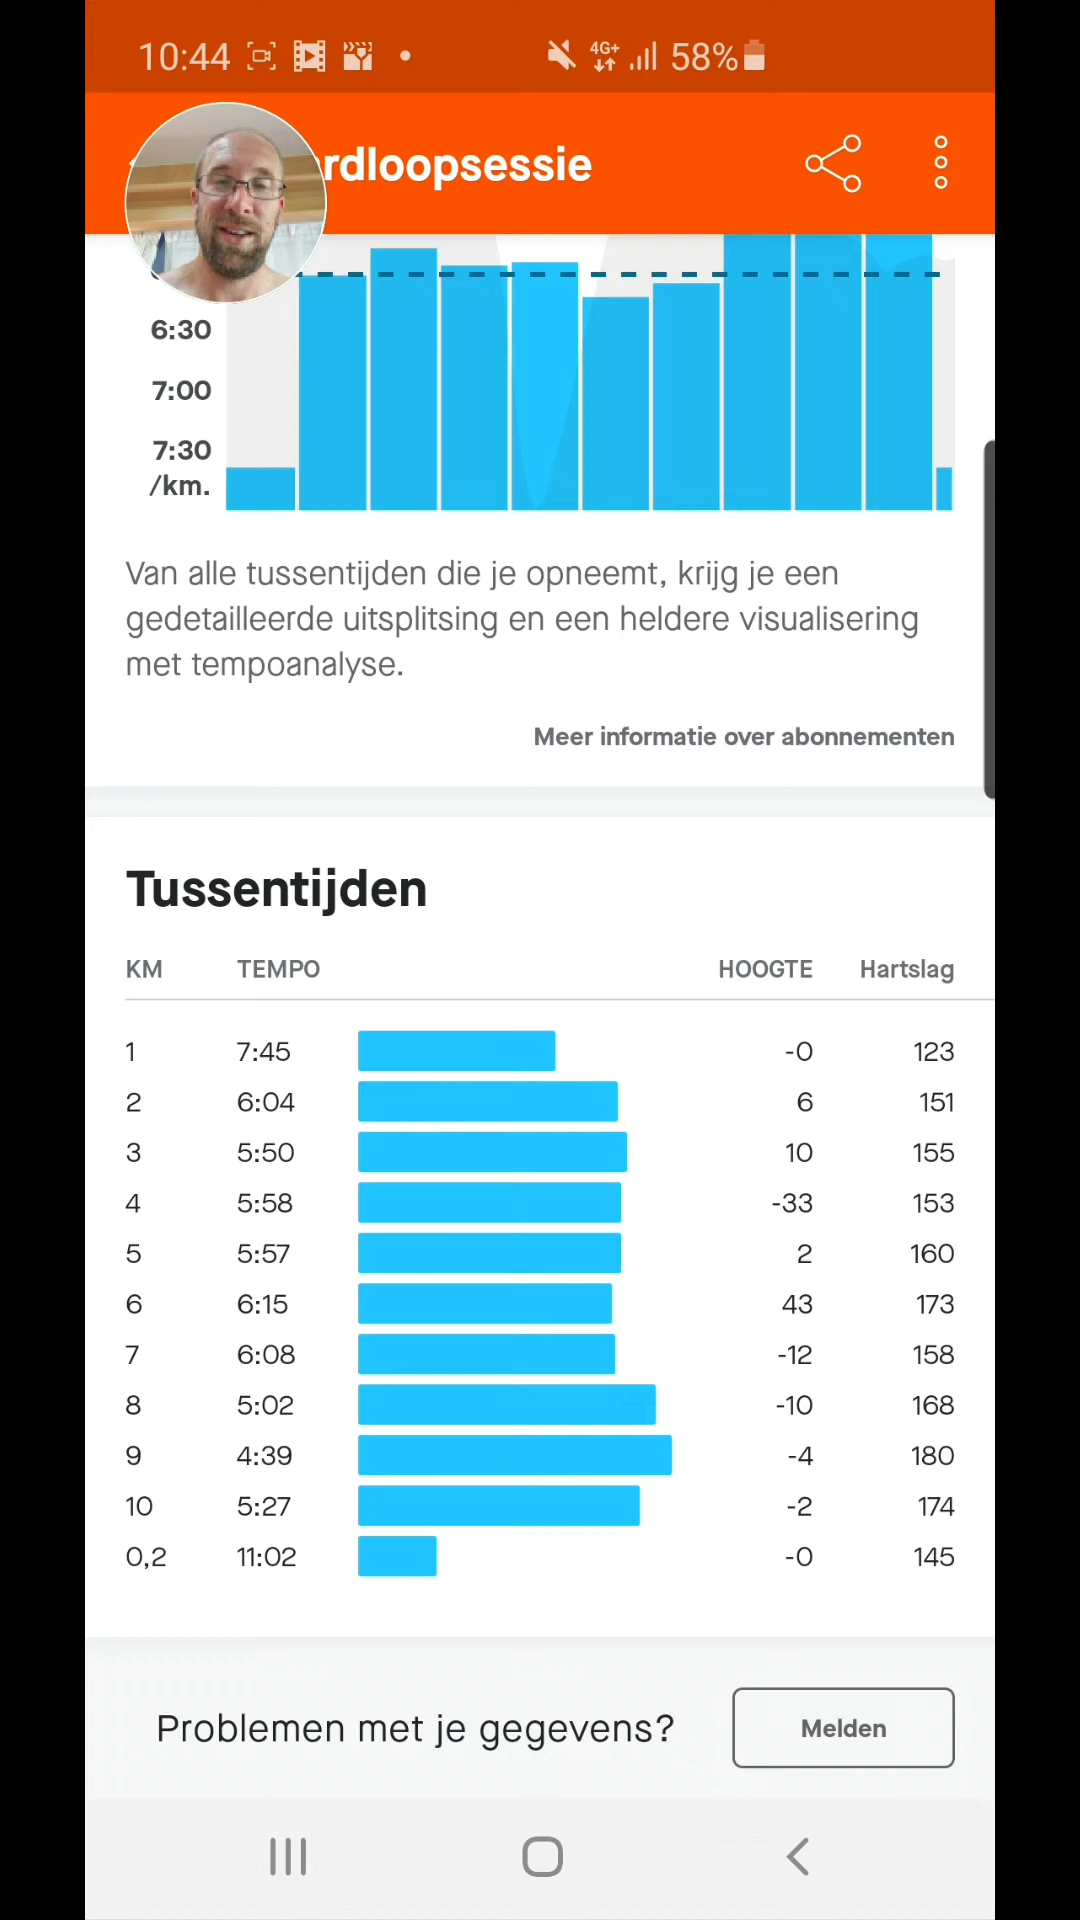 10:44
4G+
58%
rdloopsessie
6:30
7:00
7:30
/km.
Van alle tussentijden die je opneemt, krijg je een
gedetailleerde uitsplitsing en een heldere visualisering
met tempoanalyse.
Meer informatie over abonnementen
Tussentijden
KM TEMPO HOOGTE Hartslag
1 7:45 -0 123
2 6:04 6 151
3 5:50 10 155
4 5:58 -33 153
5 5:57 2 160
6 6:15 43 173
7 6:08 -12 158
8 5:02 -10 168
9 4:39 -4 180
10 5:27 -2 174
0,2 11:02 -0 145
Problemen met je gegevens?
Melden